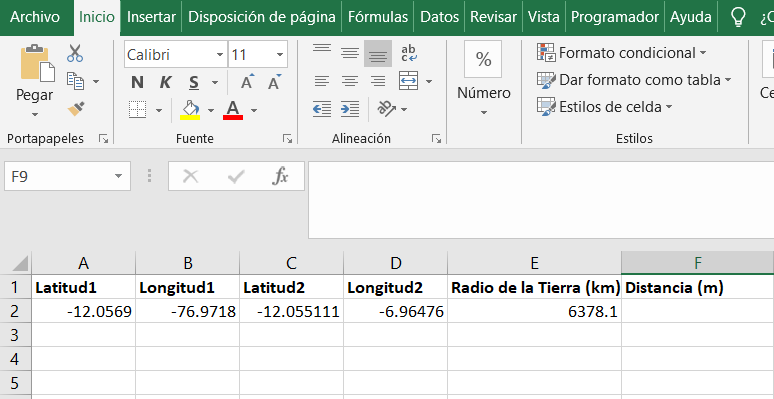 Archivo Inicio Insertar Disposición de página Fórmulas Datos Revisar Vista Programador Ayuda ¿C
Pegar
Calibri 11
N K S A A
A
ab
c
%
Número
Formato condicional
Dar formato como tabla
Estilos de celda
Ce
Portapapeles Fuente Alineación Estilos
F9 fx
A B C D E F
1 Latitud1 Longitud1 Latitud2 Longitud2 Radio de la Tierra (km) Distancia (m)
2 -12.0569 -76.9718 -12.055111 -6.96476 6378.1
3
4
5